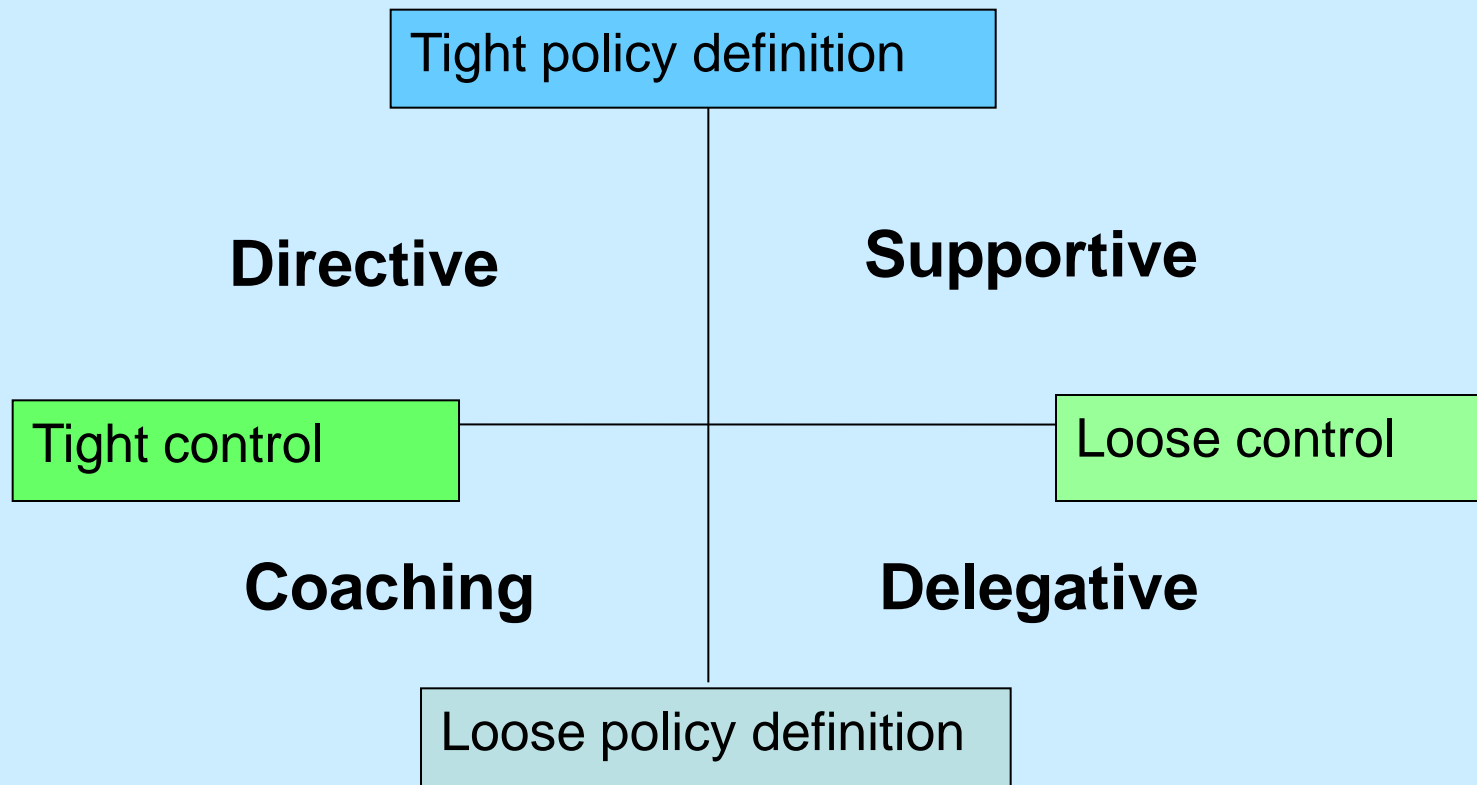 Tight policy definition
Directive
Supportive
Tight control
Loose control
Coaching
Delegative
Loose policy definition